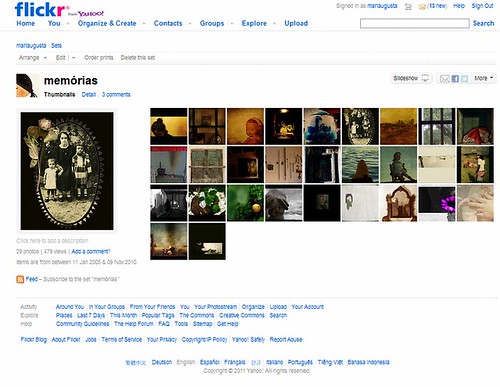 flickr from YAHOO!
Signed in as mariaugusta (13 new) Help Sign Out
Home You Organize & Create Contacts Groups Explore Upload Search
mariaugusta · Sets
Arrange Edit Order prints Delete this set
memórias
Slideshow More
Thumbnails Detail 3 comments
Click here to add a description
29 photos | 479 views | Add a comment?
Items are from between 11 Jan 2005 & 09 Nov 2010.
Feed – Subscribe to the set "memórias"
Activity Around You In Your Groups From Your Friends You Your Photostream Organize Upload Your Account
Explore Places Last 7 Days This Month Popular Tags The Commons Creative Commons Search
Help Community Guidelines The Help Forum FAQ Tools Sitemap Get Help
Flickr Blog About Flickr Jobs Terms of Service Your Privacy Copyright/IP Policy Yahoo! Safely Report Abuse
繁體中文 Deutsch English Español Français 한글 Italiano Português Tiếng Việt Bahasa Indonesia
Copyright © 2011 Yahoo! All rights reserved.